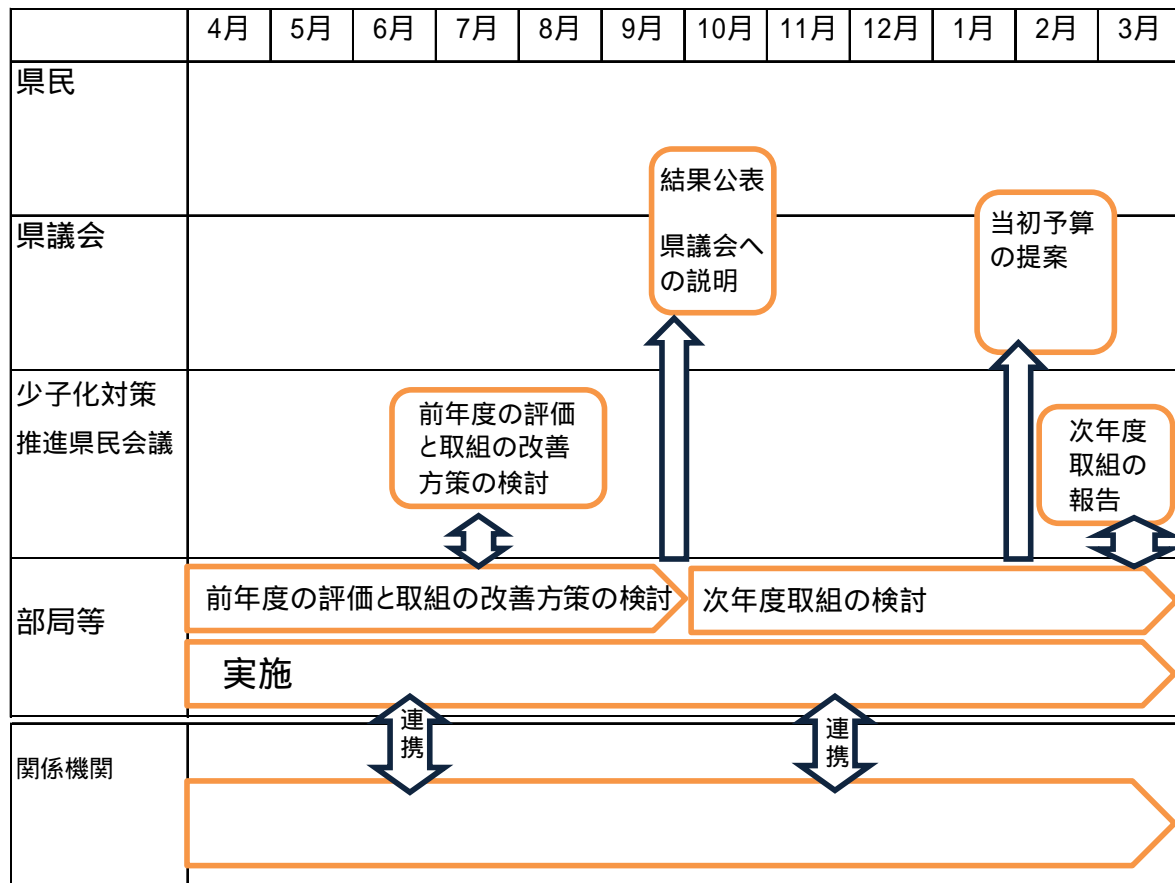 4月 5月 6月 7月 8月 9月 10月 11月 12月 1月 2月 3月
県民
結果公表
県議会へ
の説明
県議会
当初予算
の提案
少子化対策
推進県民会議
前年度の評価
と取組の改善
方策の検討
次年度
取組の
報告
部局等
前年度の評価と取組の改善方策の検討
次年度取組の検討
実施
連携
連携
関係機関